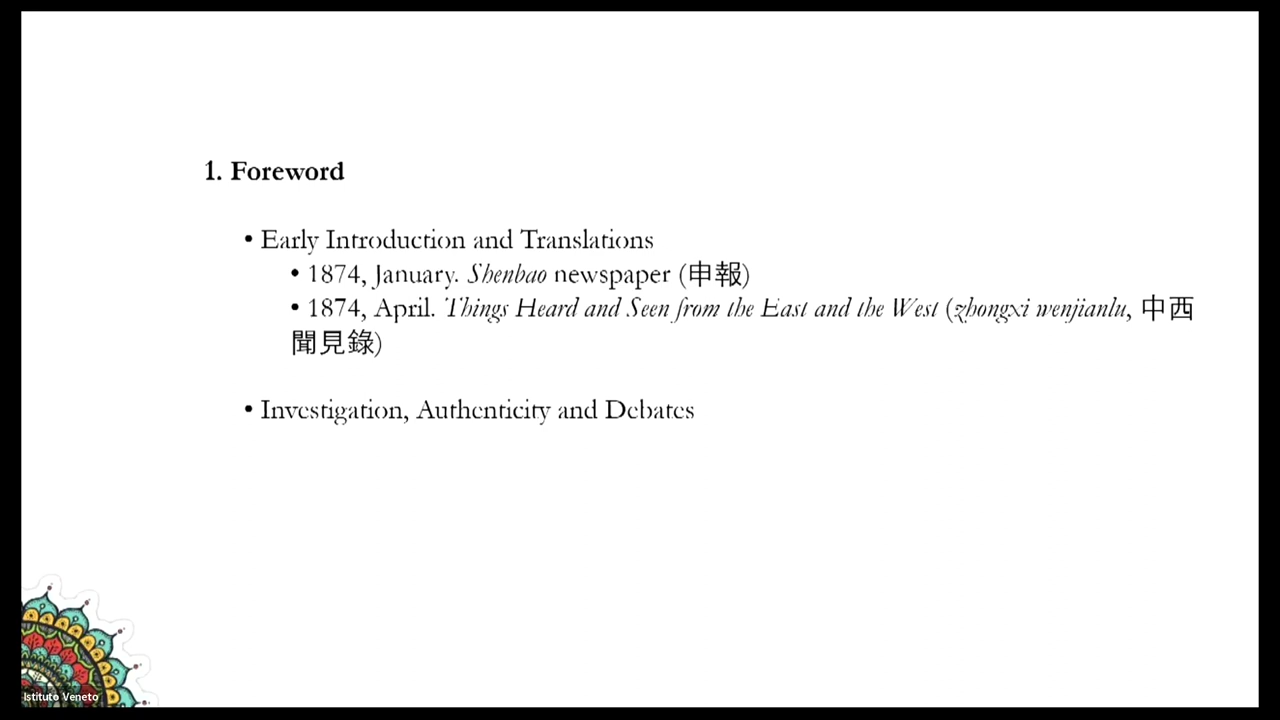 1. Foreword
• Early Introduction and Translations
• 1874, January. Shenbao newspaper (申報)
• 1874, April. Things Heard and Seen from the East and the West (zhongxi wenjianlu, 中西
聞見錄)
• Investigation, Authenticity and Debates
Istituto Veneto